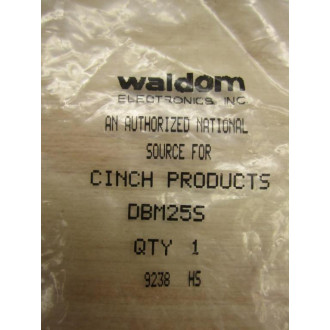 waldom
ELECTRONICS, INC
AN AUTHORIZED NATIONAL
SOURCE FOR
CINCH PRODUCTS
DBM25S
QTY 1
9238 HS